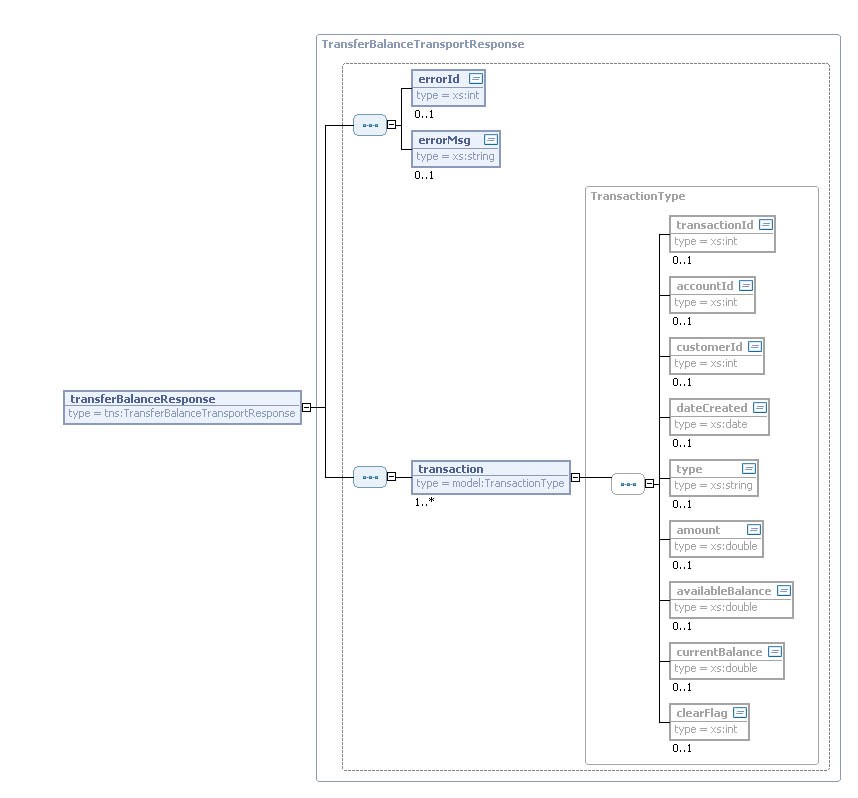 TransferBalanceTransportResponse
errorId
type = xs:int
0..1
errorMsg
type = xs:string
0..1
TransactionType
transactionId
type = xs:int
0..1
accountId
type = xs:int
0..1
customerId
type = xs:int
0..1
transferBalanceResponse
type = tns:TransferBalanceTransportResponse
dateCreated
type = xs:date
0..1
transaction
type = model:TransactionType
1..*
type
type = xs:string
0..1
amount
type = xs:double
0..1
availableBalance
type = xs:double
0..1
currentBalance
type = xs:double
0..1
clearFlag
type = xs:int
0..1